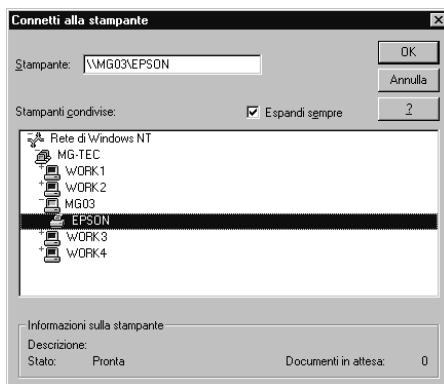 Connetti alla stampante
Stampante: \\MG03\EPSON
OK
Annulla
?
Stampanti condivise:
Espandi sempre
Rete di Windows NT
MG-TEC
WORK1
WORK2
MG03
EPSON
WORK3
WORK4
Informazioni sulla stampante
Descrizione:
Stato: Pronta Documenti in attesa: 0